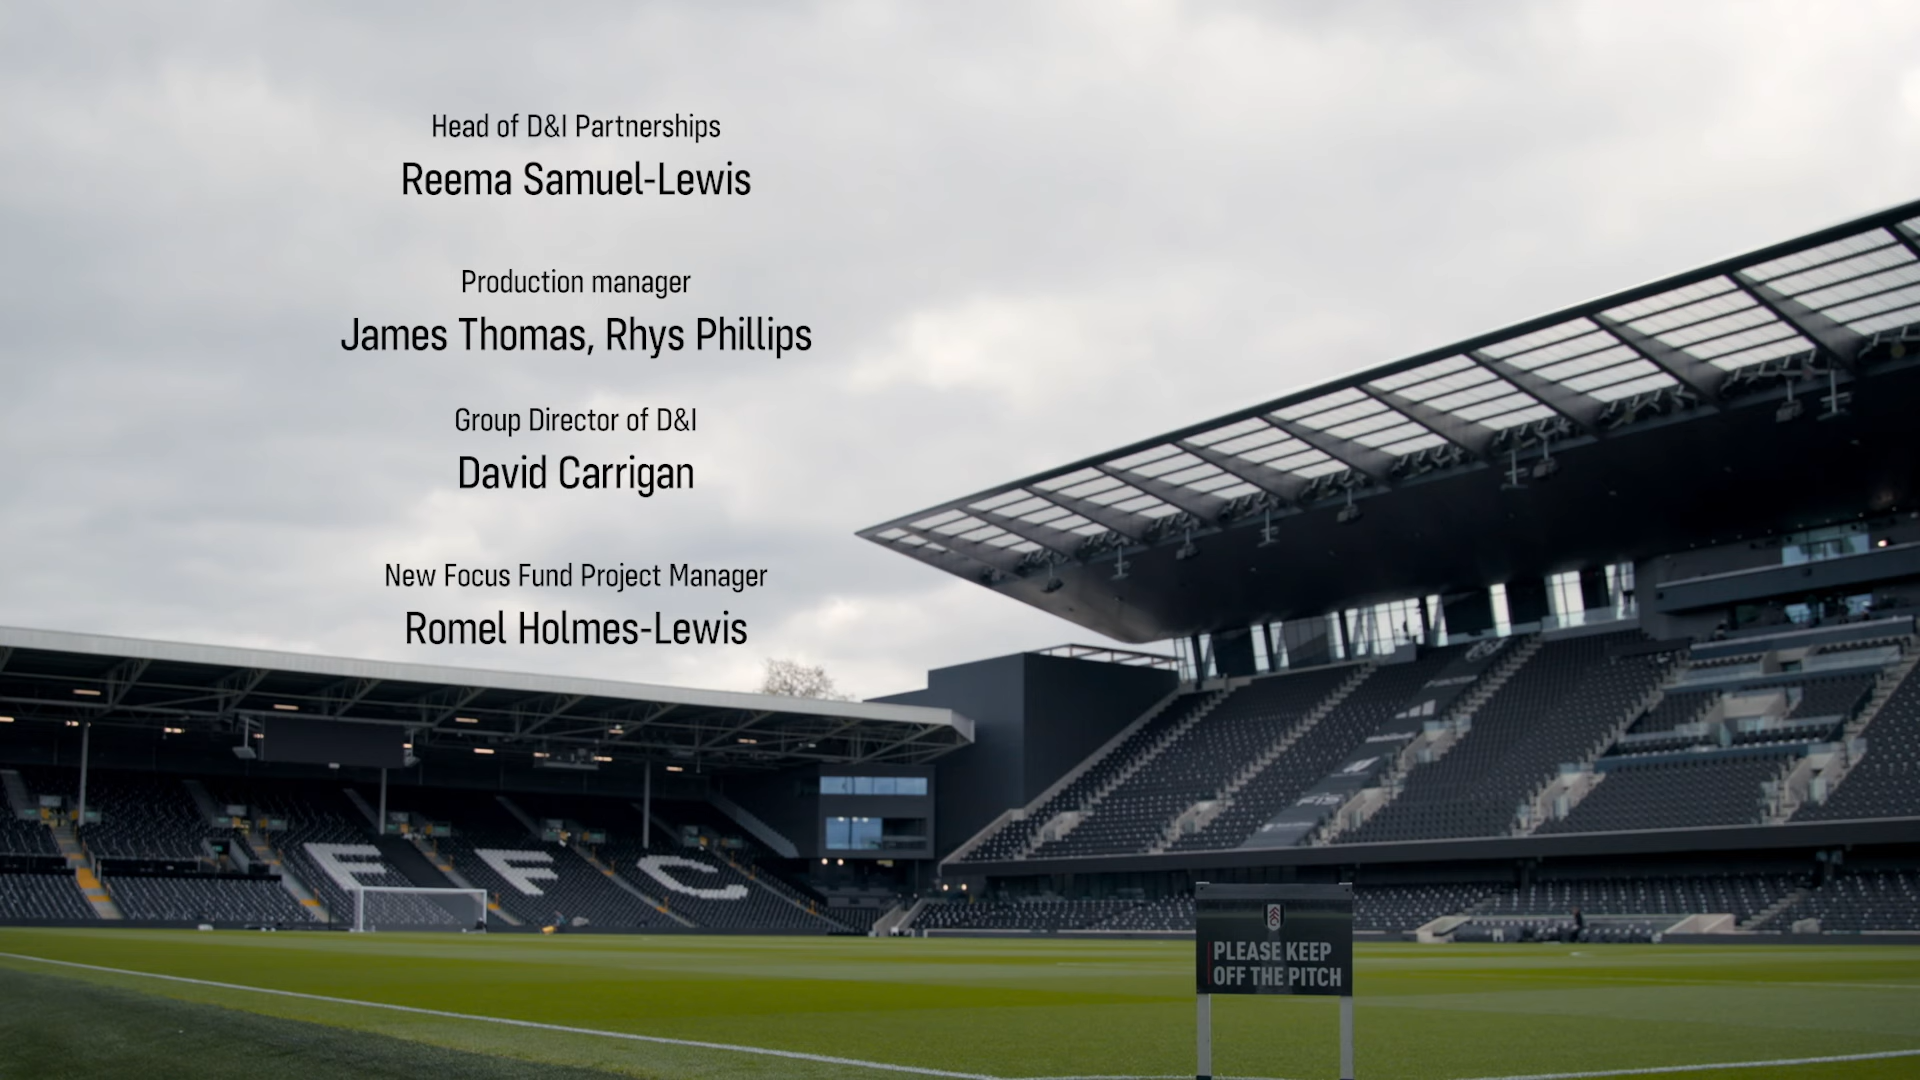 Head of D&I Partnerships
Reema Samuel-Lewis
Production manager
James Thomas, Rhys Phillips
Group Director of D&I
David Carrigan
New Focus Fund Project Manager
Romel Holmes-Lewis
F F C
PLEASE KEEP
OFF THE PITCH